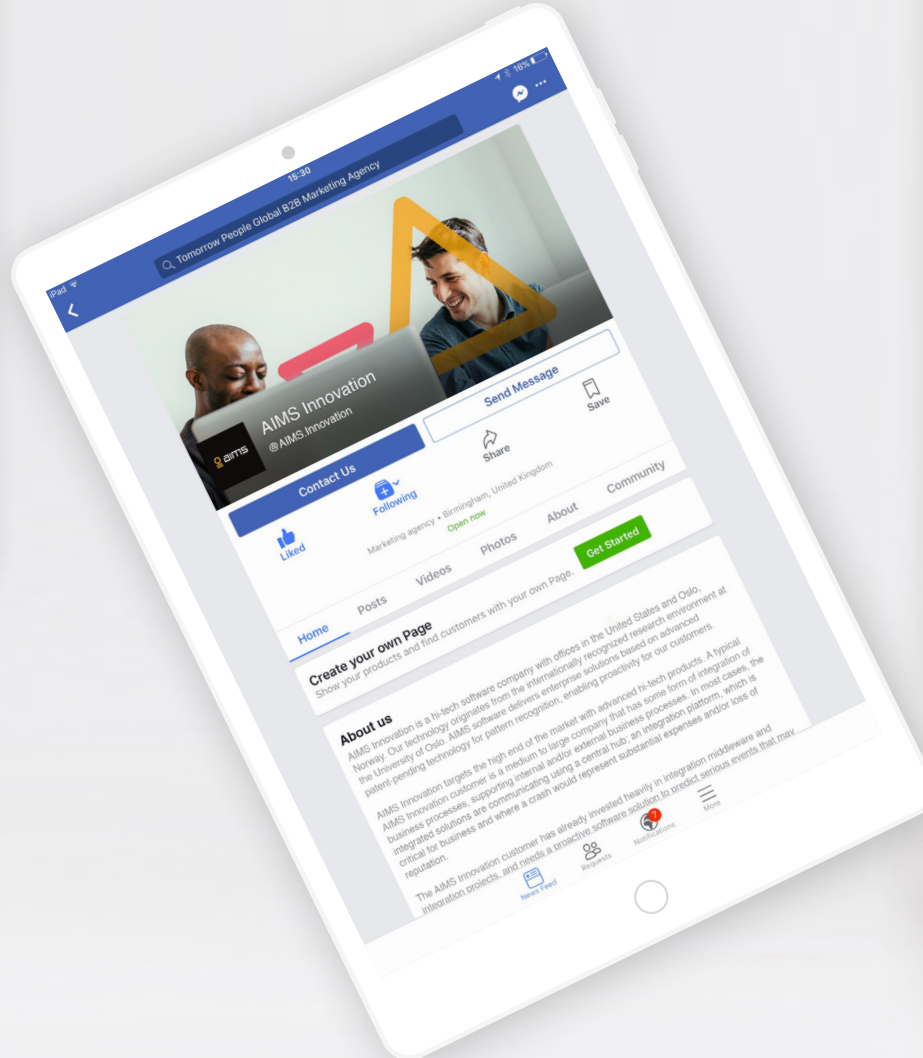 iPad
15:30
16%
Tomorrow People Global B2B Marketing Agency
aims
AIMS Innovation
@AIMS.Innovation
Contact Us
Send Message
Liked
Following
Share
Save
Marketing agency • Birmingham, United Kingdom
Open now
Home
Posts
Videos
Photos
About
Community
Create your own Page
Show your products and find customers with your own Page.
Get Started
About us
AIMS Innovation is a hi-tech software company with offices in the United States and Oslo,
Norway. Our technology originates from the internationally recognized research environment at
the University of Oslo. AIMS software delivers enterprise solutions based on advanced
patent-pending technology for pattern recognition, enabling proactivity for our customers.
AIMS Innovation targets the high end of the market with advanced hi-tech products. A typical
AIMS Innovation customer is a medium to large company that has some form of integration of
business processes, supporting internal and/or external business processes. In most cases, the
integrated solutions are communicating using a central hub; an integration platform, which is
critical for business and where a crash would represent substantial expenses and/or loss of
reputation.
The AIMS Innovation customer has already invested heavily in integration middleware and
integration projects, and needs a proactive software solution to predict serious events that may
News Feed
Requests
7
Notifications
More